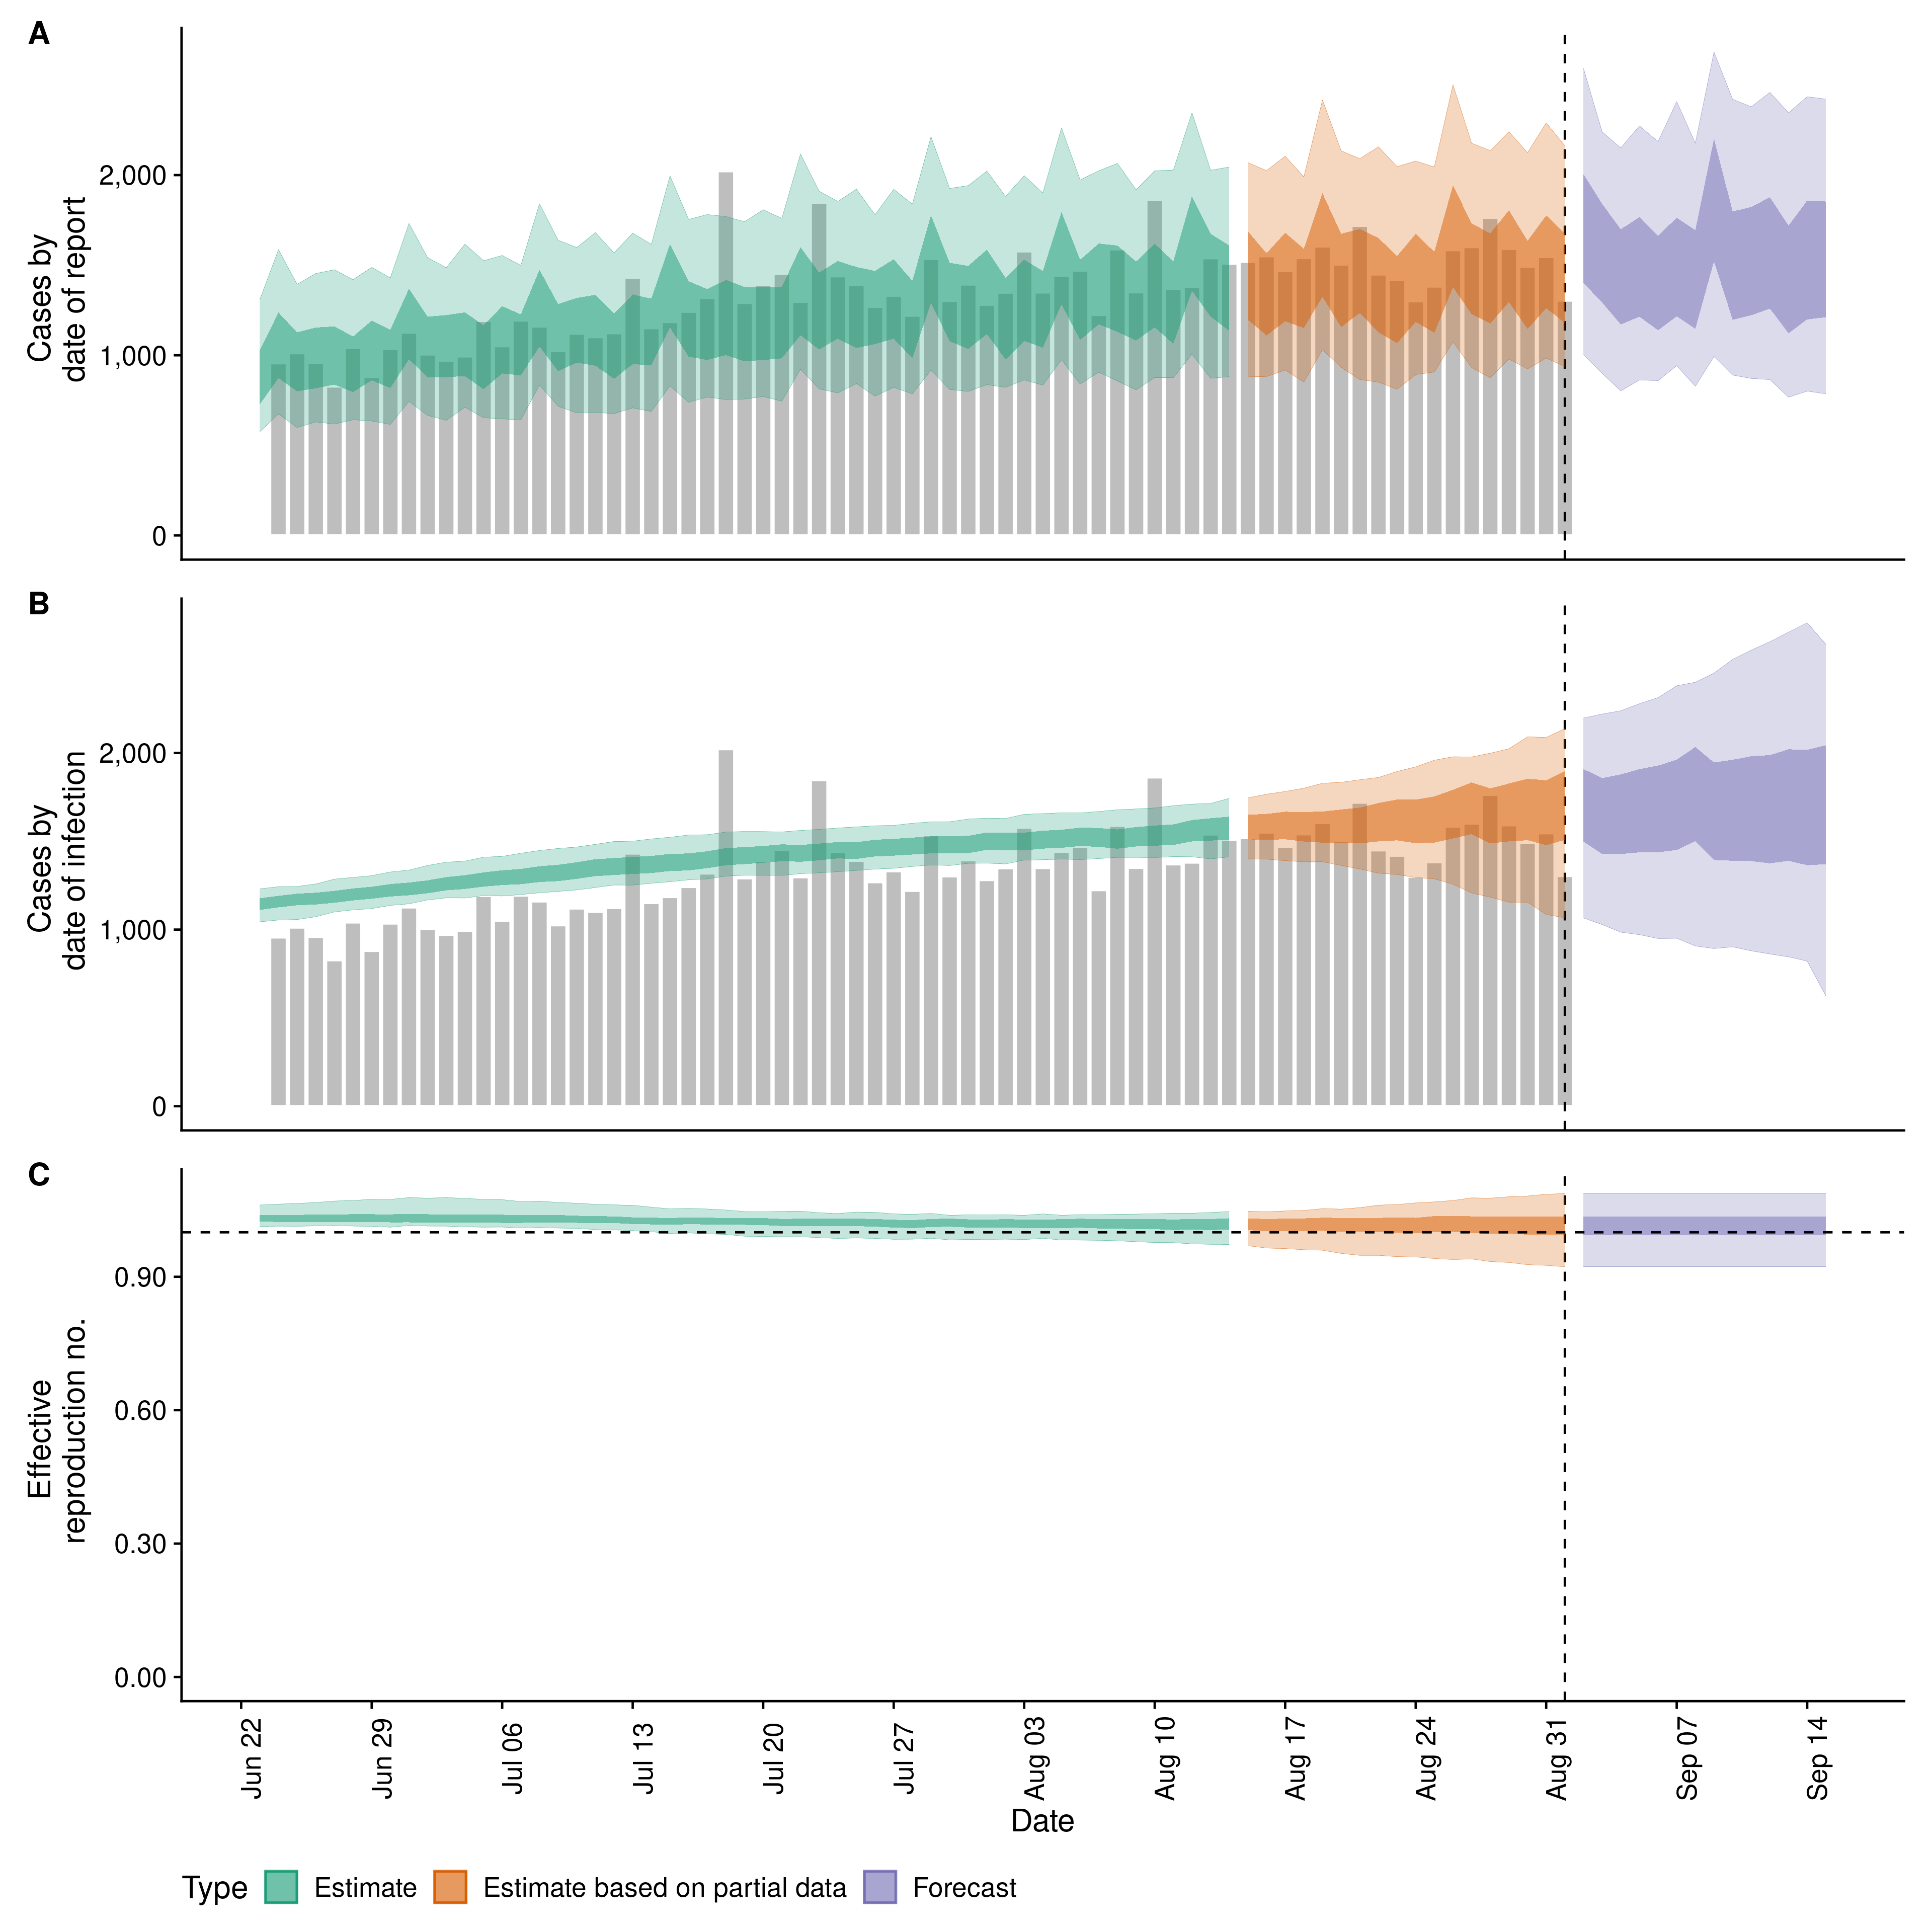 A
Cases by
date of report
2,000
1,000
0
B
Cases by
date of infection
2,000
1,000
0
C
Effective
reproduction no.
0.90
0.60
0.30
0.00
Jun 22
Jun 29
Jul 06
Jul 13
Jul 20
Jul 27
Aug 03
Aug 10
Aug 17
Aug 24
Aug 31
Sep 07
Sep 14
Date
Type Estimate Estimate based on partial data Forecast